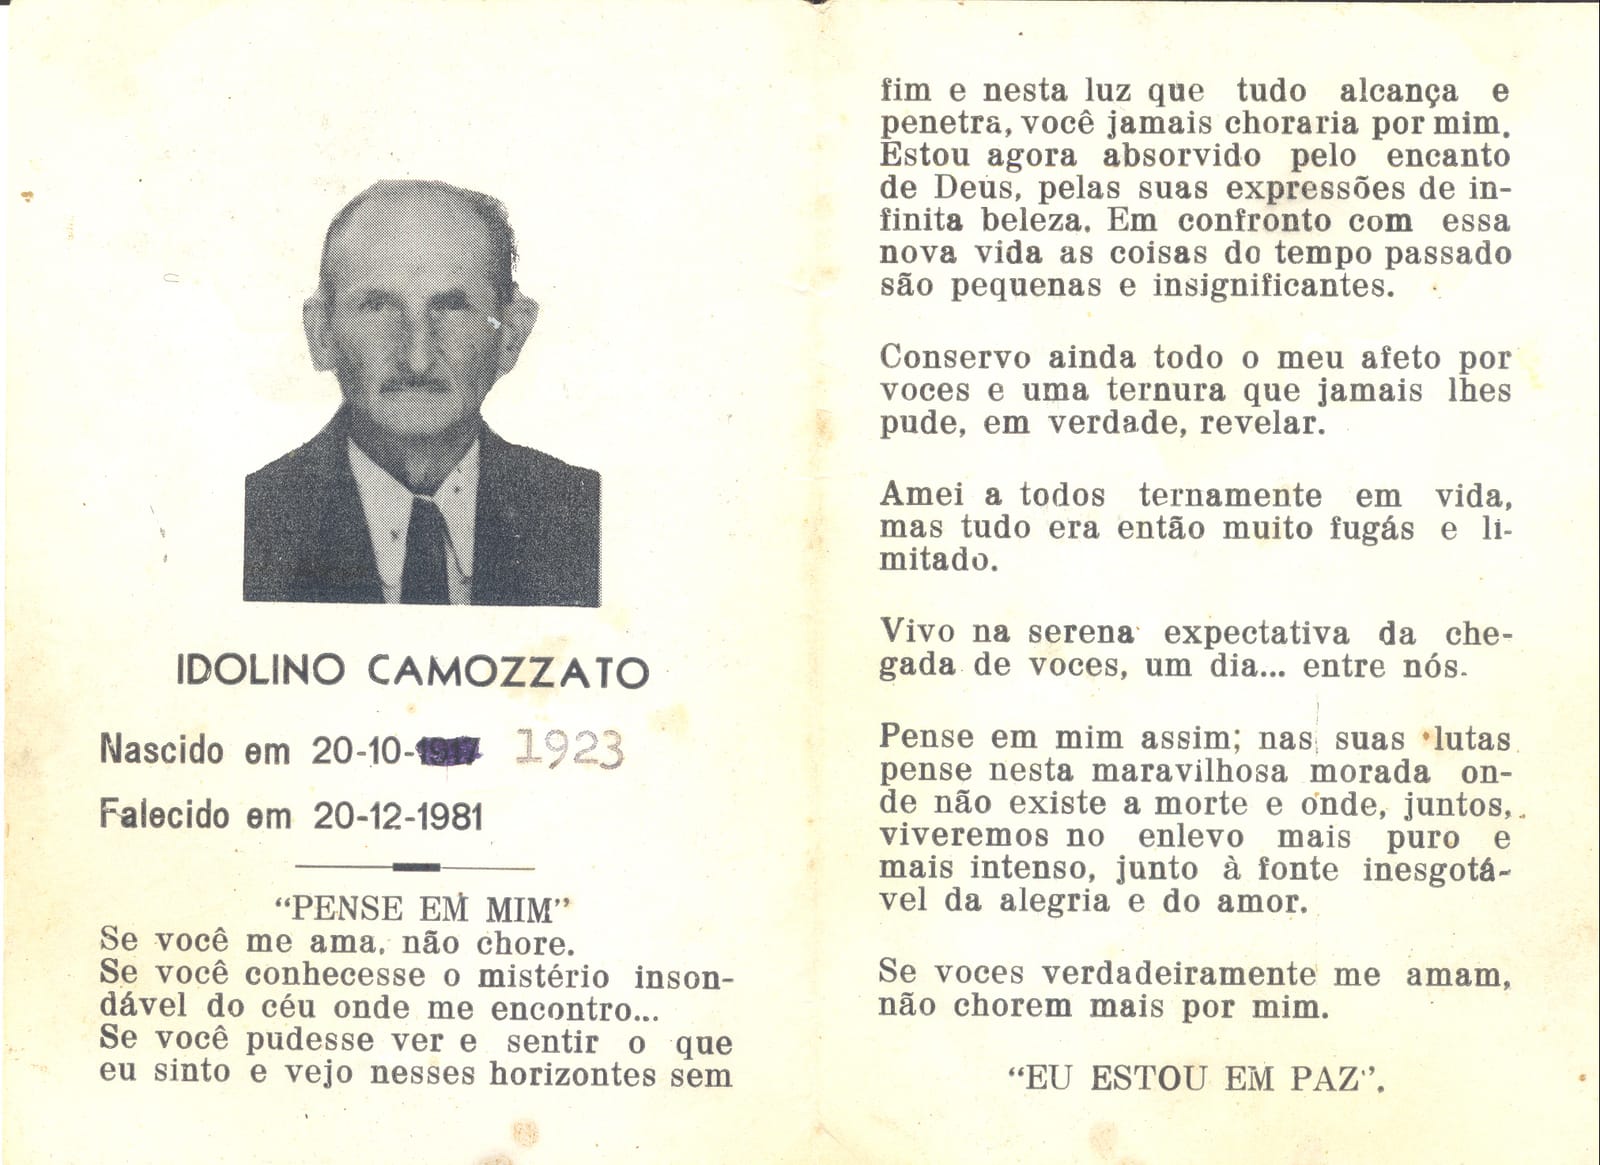 IDOLINO CAMOZZATO
Nascido em 20-10-1917 1923
Falecido em 20-12-1981
“PENSE EM MIM”
Se você me ama, não chore.
Se você conhecesse o mistério inson-
dável do céu onde me encontro...
Se você pudesse ver e sentir o que
eu sinto e vejo nesses horizontes sem
fim e nesta luz que tudo alcança e
penetra, você jamais choraria por mim.
Estou agora absorvido pelo encanto
de Deus, pelas suas expressões de in-
finita beleza. Em confronto com essa
nova vida as coisas do tempo passado
são pequenas e insignificantes.
Conservo ainda todo o meu afeto por
voces e uma ternura que jamais lhes
pude, em verdade, revelar.
Amei a todos ternamente em vida,
mas tudo era então muito fugás e li-
mitado.
Vivo na serena expectativa da che-
gada de voces, um dia... entre nós.
Pense em mim assim; nas suas lutas
pense nesta maravilhosa morada on-
de não existe a morte e onde, juntos,
viveremos no enlevo mais puro e
mais intenso, junto à fonte inesgotá-
vel da alegria e do amor.
Se voces verdadeiramente me amam,
não chorem mais por mim.
“EU ESTOU EM PAZ”.